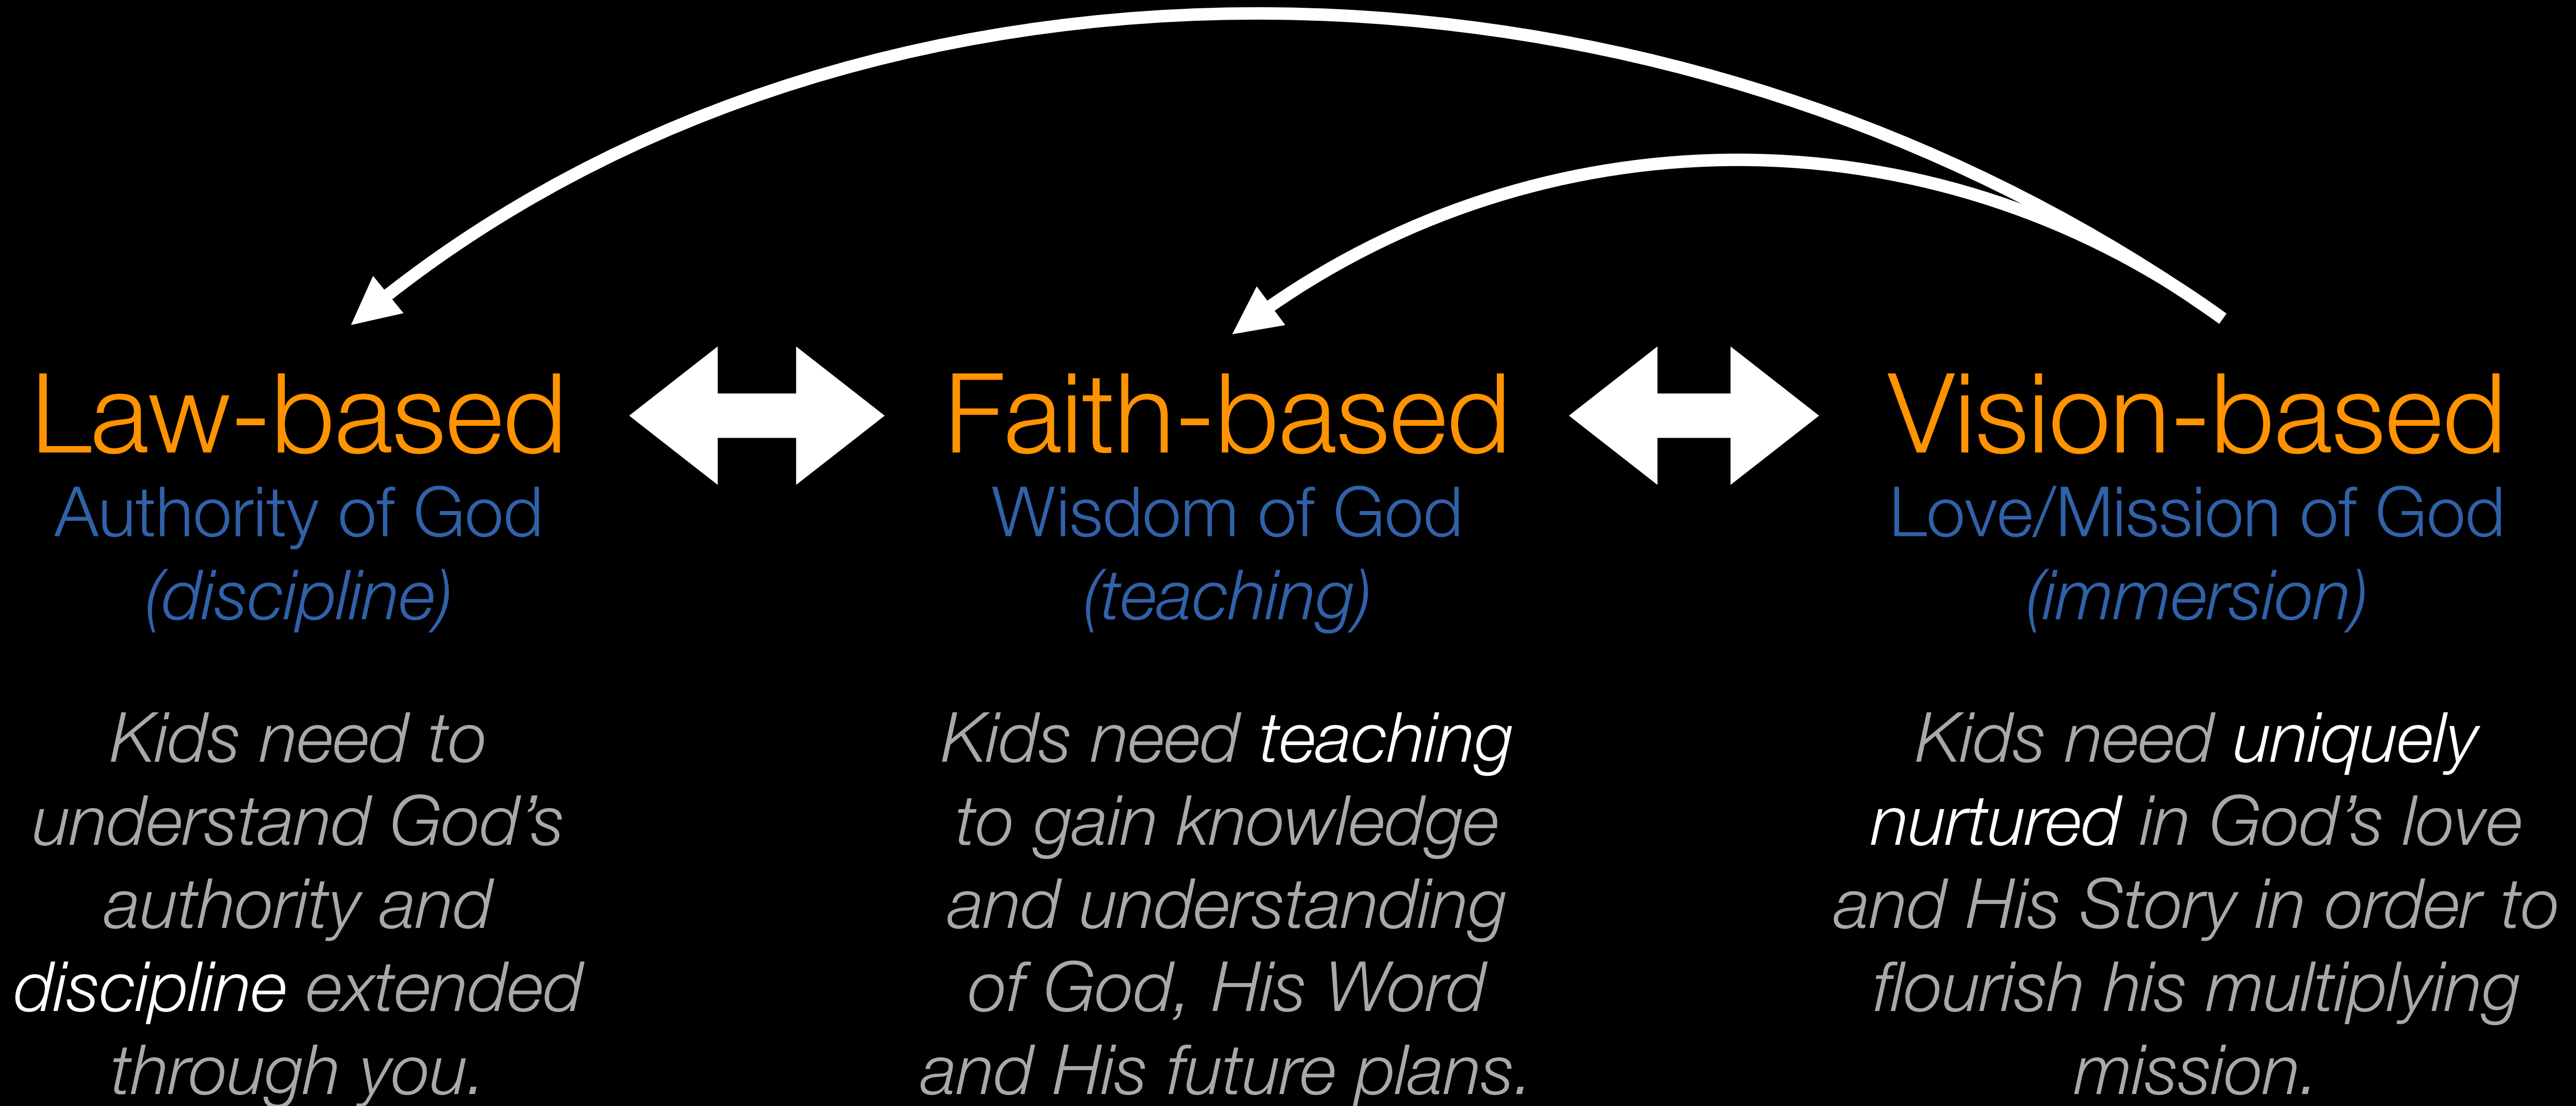 Law-based
Authority of God
(discipline)
Kids need to
understand God’s
authority and
discipline extended
through you.
Faith-based
Wisdom of God
(teaching)
Kids need teaching
to gain knowledge
and understanding
of God, His Word
and His future plans.
Vision-based
Love/Mission of God
(immersion)
Kids need uniquely
nurtured in God’s love
and His Story in order to
flourish his multiplying
mission.